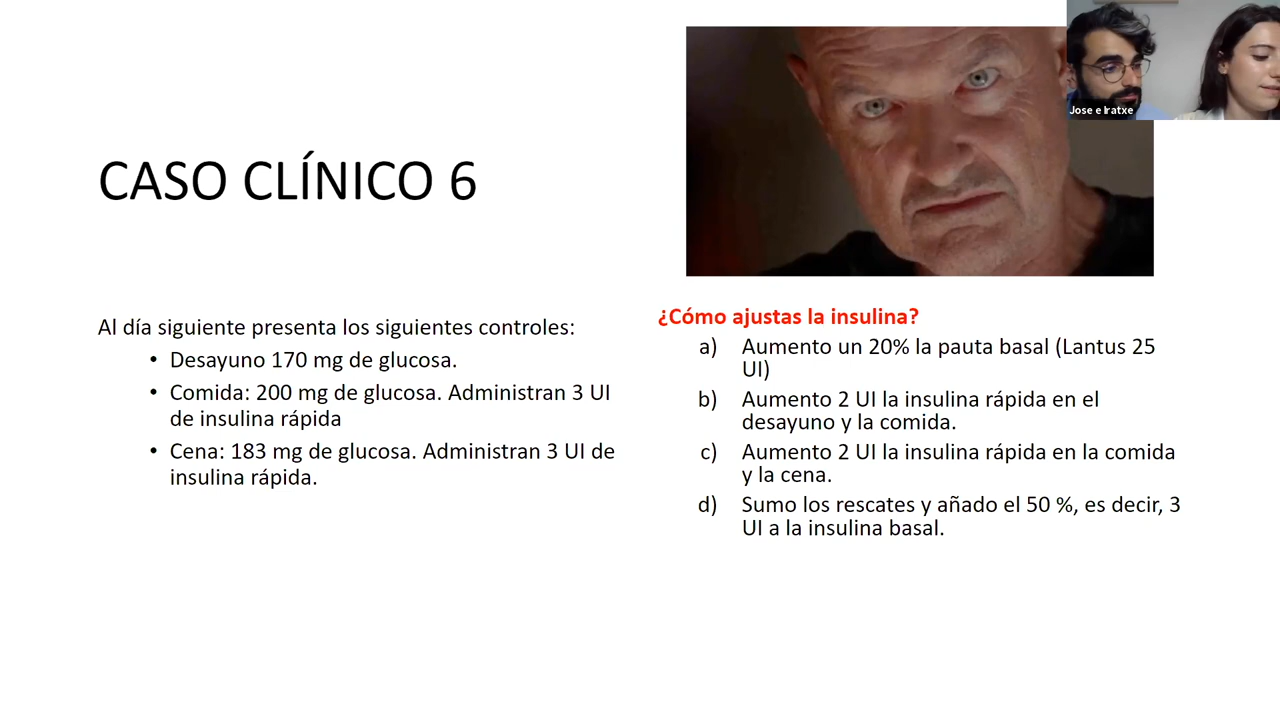 Jose e Iratxe
CASO CLÍNICO 6
Al día siguiente presenta los siguientes controles:
• Desayuno 170 mg de glucosa.
• Comida: 200 mg de glucosa. Administran 3 UI
de insulina rápida
• Cena: 183 mg de glucosa. Administran 3 UI de
insulina rápida.
¿Cómo ajustas la insulina?
a) Aumento un 20% la pauta basal (Lantus 25
UI)
b) Aumento 2 UI la insulina rápida en el
desayuno y la comida.
c) Aumento 2 UI la insulina rápida en la comida
y la cena.
d) Sumo los rescates y añado el 50 %, es decir, 3
UI a la insulina basal.